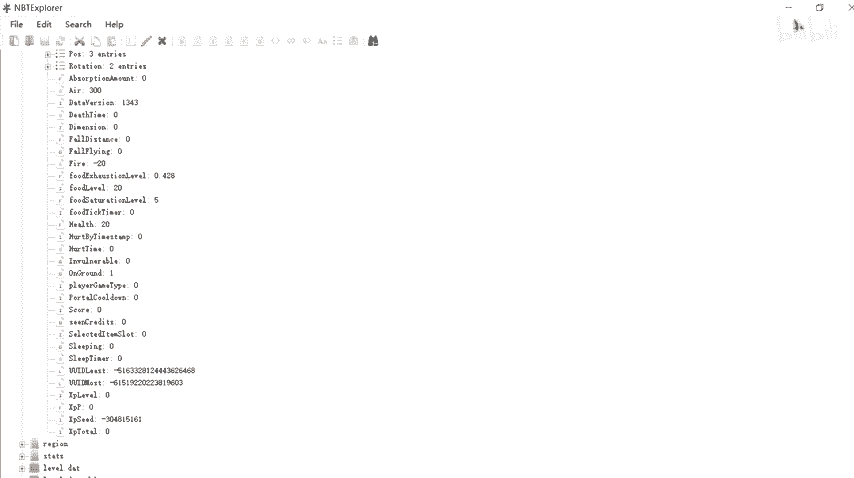 NBTExplorer
File Edit Search Help
Pos: 3 entries
Rotation: 2 entries
AbsorptionAmount: 0
Air: 300
DataVersion: 1343
DeathTime: 0
Dimension: 0
FallDistance: 0
FallFlying: 0
Fire: -20
foodExhaustionLevel: 0.428
foodLevel: 20
foodSaturationLevel: 5
foodTickTimer: 0
Health: 20
HurtByTimestamp: 0
HurtTime: 0
Invulnerable: 0
OnGround: 1
playerGameType: 0
PortalCooldown: 0
Score: 0
seenCredits: 0
SelectedItemSlot: 0
Sleeping: 0
SleepTimer: 0
UUIDLeast: -5163328124443626468
UUIDMost: -61519220223819603
XpLevel: 0
XpP: 0
XpSeed: -304815161
XpTotal: 0
region
stats
level.dat